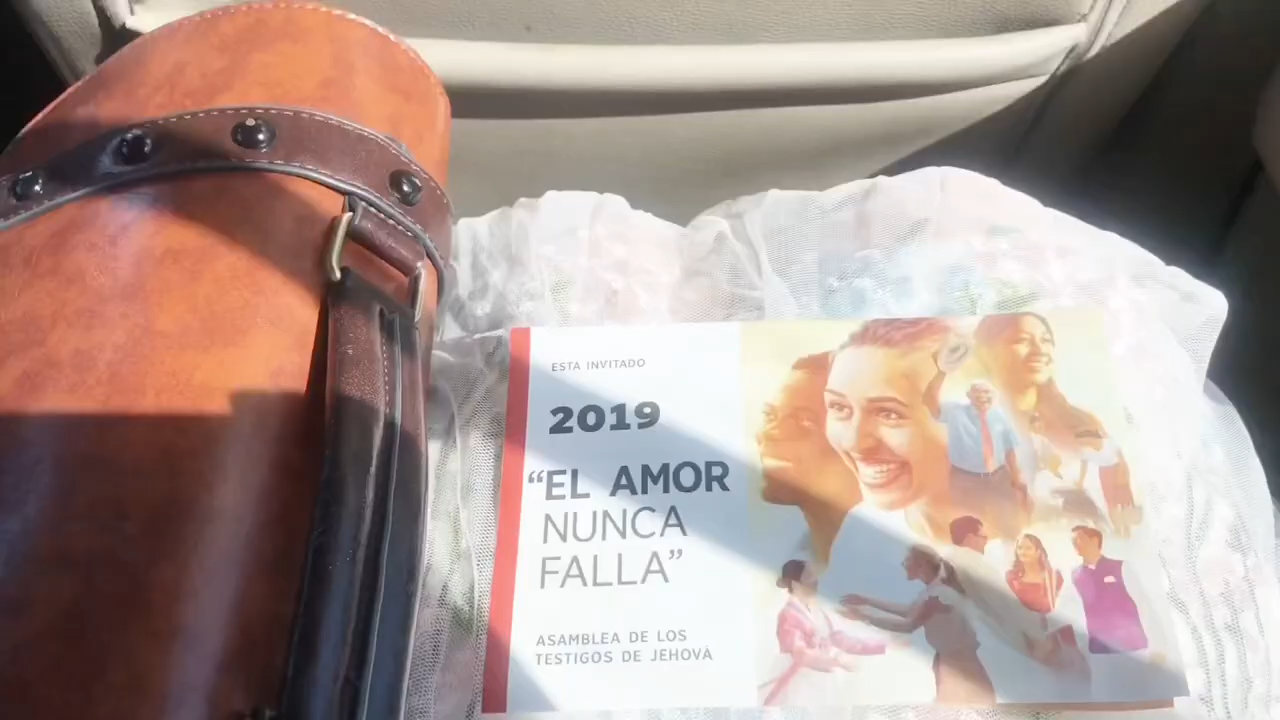 ESTA INVITADO
2019
“EL AMOR
NUNCA
FALLA”
ASAMBLEA DE LOS
TESTIGOS DE JEHOVÁ